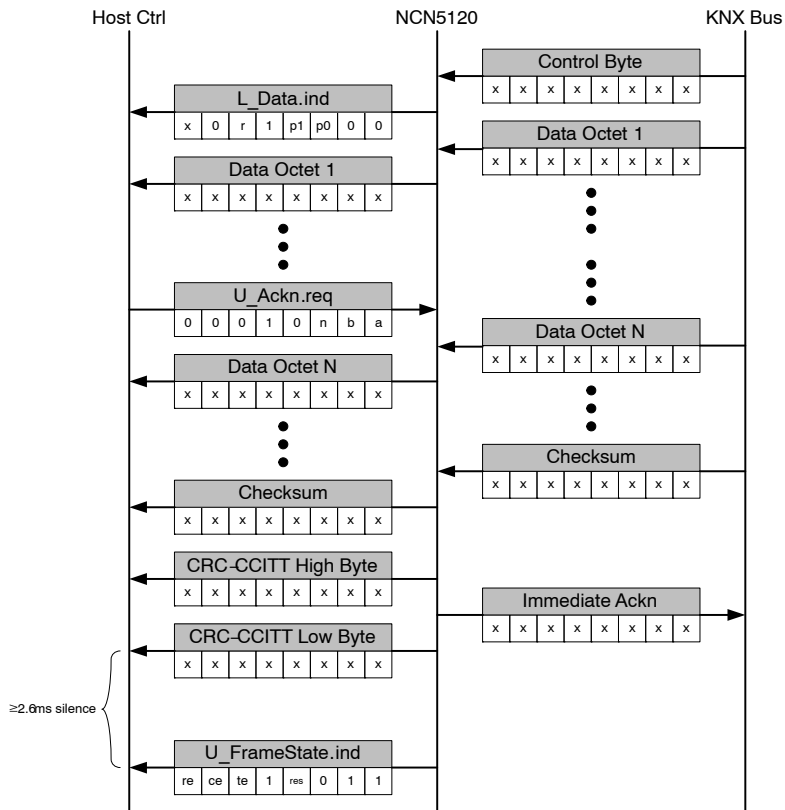 Host Ctrl NCN5120 KNX Bus
Control Byte
x x x x x x x x
L_Data.ind
x 0 r 1 p1 p0 0 0
Data Octet 1
x x x x x x x x
Data Octet 1
x x x x x x x x
U_Ackn.req
0 0 0 1 0 n b a
Data Octet N
x x x x x x x x
Data Octet N
x x x x x x x x
Checksum
x x x x x x x x
Checksum
x x x x x x x x
CRC-CCITT High Byte
x x x x x x x x
Immediate Ackn
x x x x x x x x
CRC-CCITT Low Byte
x x x x x x x x
≥2.6ms silence
U_FrameState.ind
re ce te 1 res 0 1 1